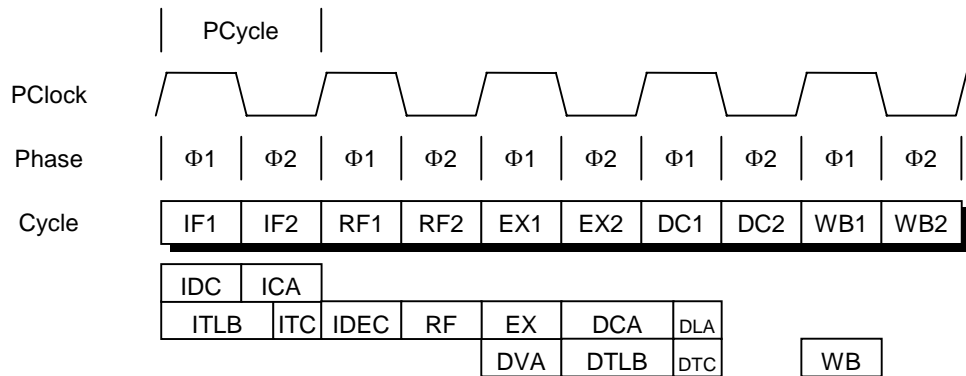 PCycle
PClock
Phase Φ1 Φ2 Φ1 Φ2 Φ1 Φ2 Φ1 Φ2 Φ1 Φ2
Cycle IF1 IF2 RF1 RF2 EX1 EX2 DC1 DC2 WB1 WB2
IDC ICA
ITLB ITC IDEC RF EX DCA DLA
DVA DTLB DTC WB